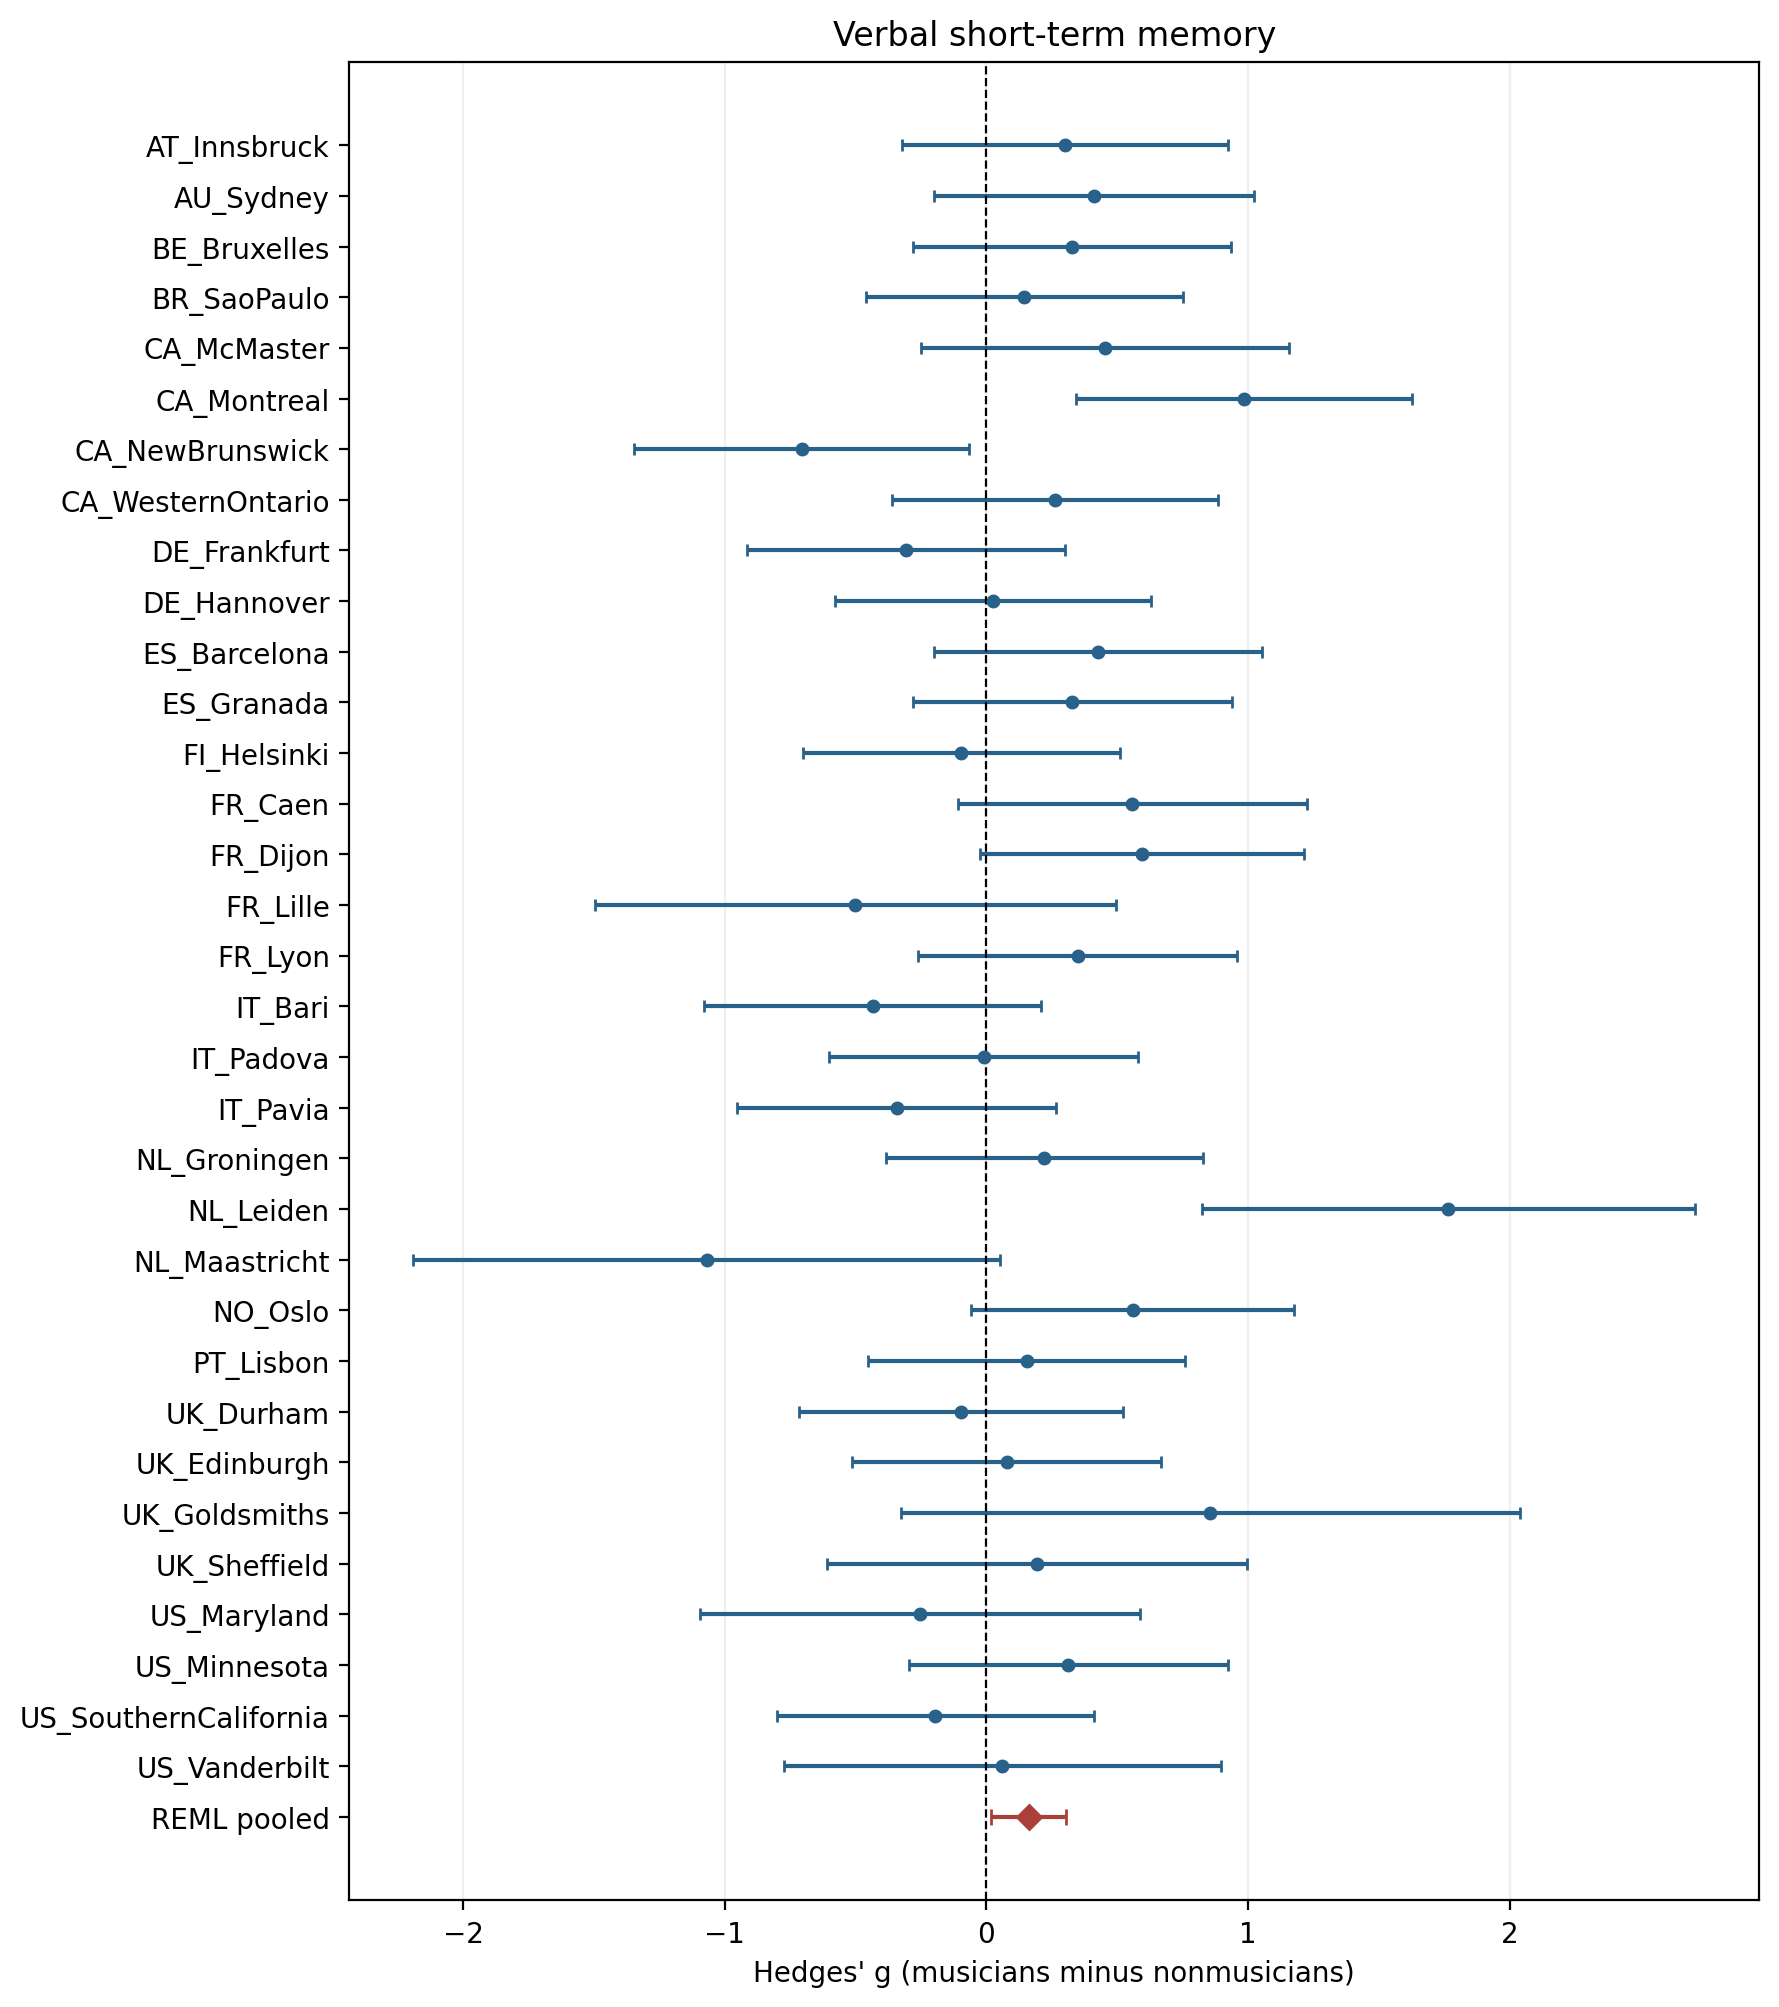 Verbal short-term memory
AT_Innsbruck
AU_Sydney
BE_Bruxelles
BR_SaoPaulo
CA_McMaster
CA_Montreal
CA_NewBrunswick
CA_WesternOntario
DE_Frankfurt
DE_Hannover
ES_Barcelona
ES_Granada
FI_Helsinki
FR_Caen
FR_Dijon
FR_Lille
FR_Lyon
IT_Bari
IT_Padova
IT_Pavia
NL_Groningen
NL_Leiden
NL_Maastricht
NO_Oslo
PT_Lisbon
UK_Durham
UK_Edinburgh
UK_Goldsmiths
UK_Sheffield
US_Maryland
US_Minnesota
US_SouthernCalifornia
US_Vanderbilt
REML pooled
−2 −1 0 1 2
Hedges' g (musicians minus nonmusicians)